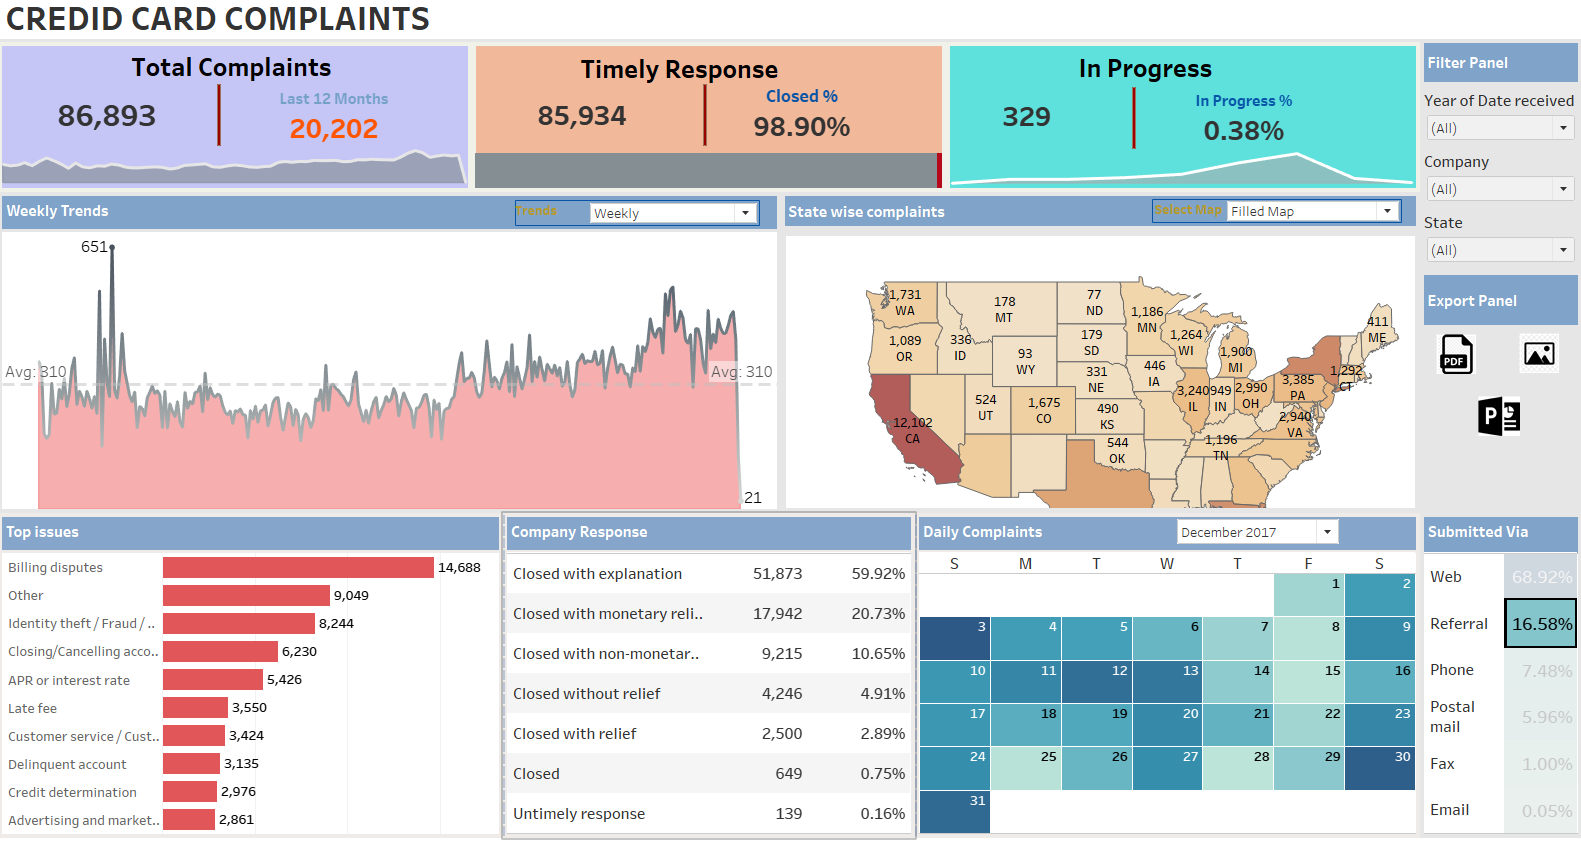 CREDID CARD COMPLAINTS
Total Complaints
86,893
Last 12 Months
20,202
Timely Response
85,934
Closed %
98.90%
In Progress
329
In Progress %
0.38%
Filter Panel
Year of Date received
(All)
Company
(All)
State
(All)
Export Panel
PDF
P
Weekly Trends
Trends
Weekly
651
Avg: 310
Avg: 310
21
State wise complaints
Select Map
Filled Map
1,731
WA
178
MT
77
ND
1,186
MN
411
ME
1,089
OR
336
ID
179
SD
1,264
WI
1,900
MI
93
WY
331
NE
446
IA
1,292
CT
524
UT
1,675
CO
490
KS
3,240
IL
949
IN
2,990
OH
3,385
PA
12,102
CA
2,940
VA
544
OK
1,196
TN
Top issues
Billing disputes 14,688
Other 9,049
Identity theft / Fraud / .. 8,244
Closing/Cancelling acco.. 6,230
APR or interest rate 5,426
Late fee 3,550
Customer service / Cust.. 3,424
Delinquent account 3,135
Credit determination 2,976
Advertising and market.. 2,861
Company Response
Closed with explanation 51,873 59.92%
Closed with monetary reli.. 17,942 20.73%
Closed with non-monetar.. 9,215 10.65%
Closed without relief 4,246 4.91%
Closed with relief 2,500 2.89%
Closed 649 0.75%
Untimely response 139 0.16%
Daily Complaints
December 2017
S M T W T F S
1 2
3 4 5 6 7 8 9
10 11 12 13 14 15 16
17 18 19 20 21 22 23
24 25 26 27 28 29 30
31
Submitted Via
Web 68.92%
Referral 16.58%
Phone 7.48%
Postal
mail 5.96%
Fax 1.00%
Email 0.05%